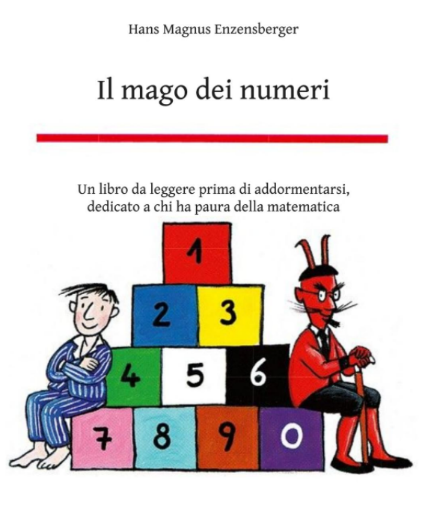 Hans Magnus Enzensberger
Il mago dei numeri
Un libro da leggere prima di addormentarsi,
dedicato a chi ha paura della matematica
1
2 3
4 5 6
7 8 9 0